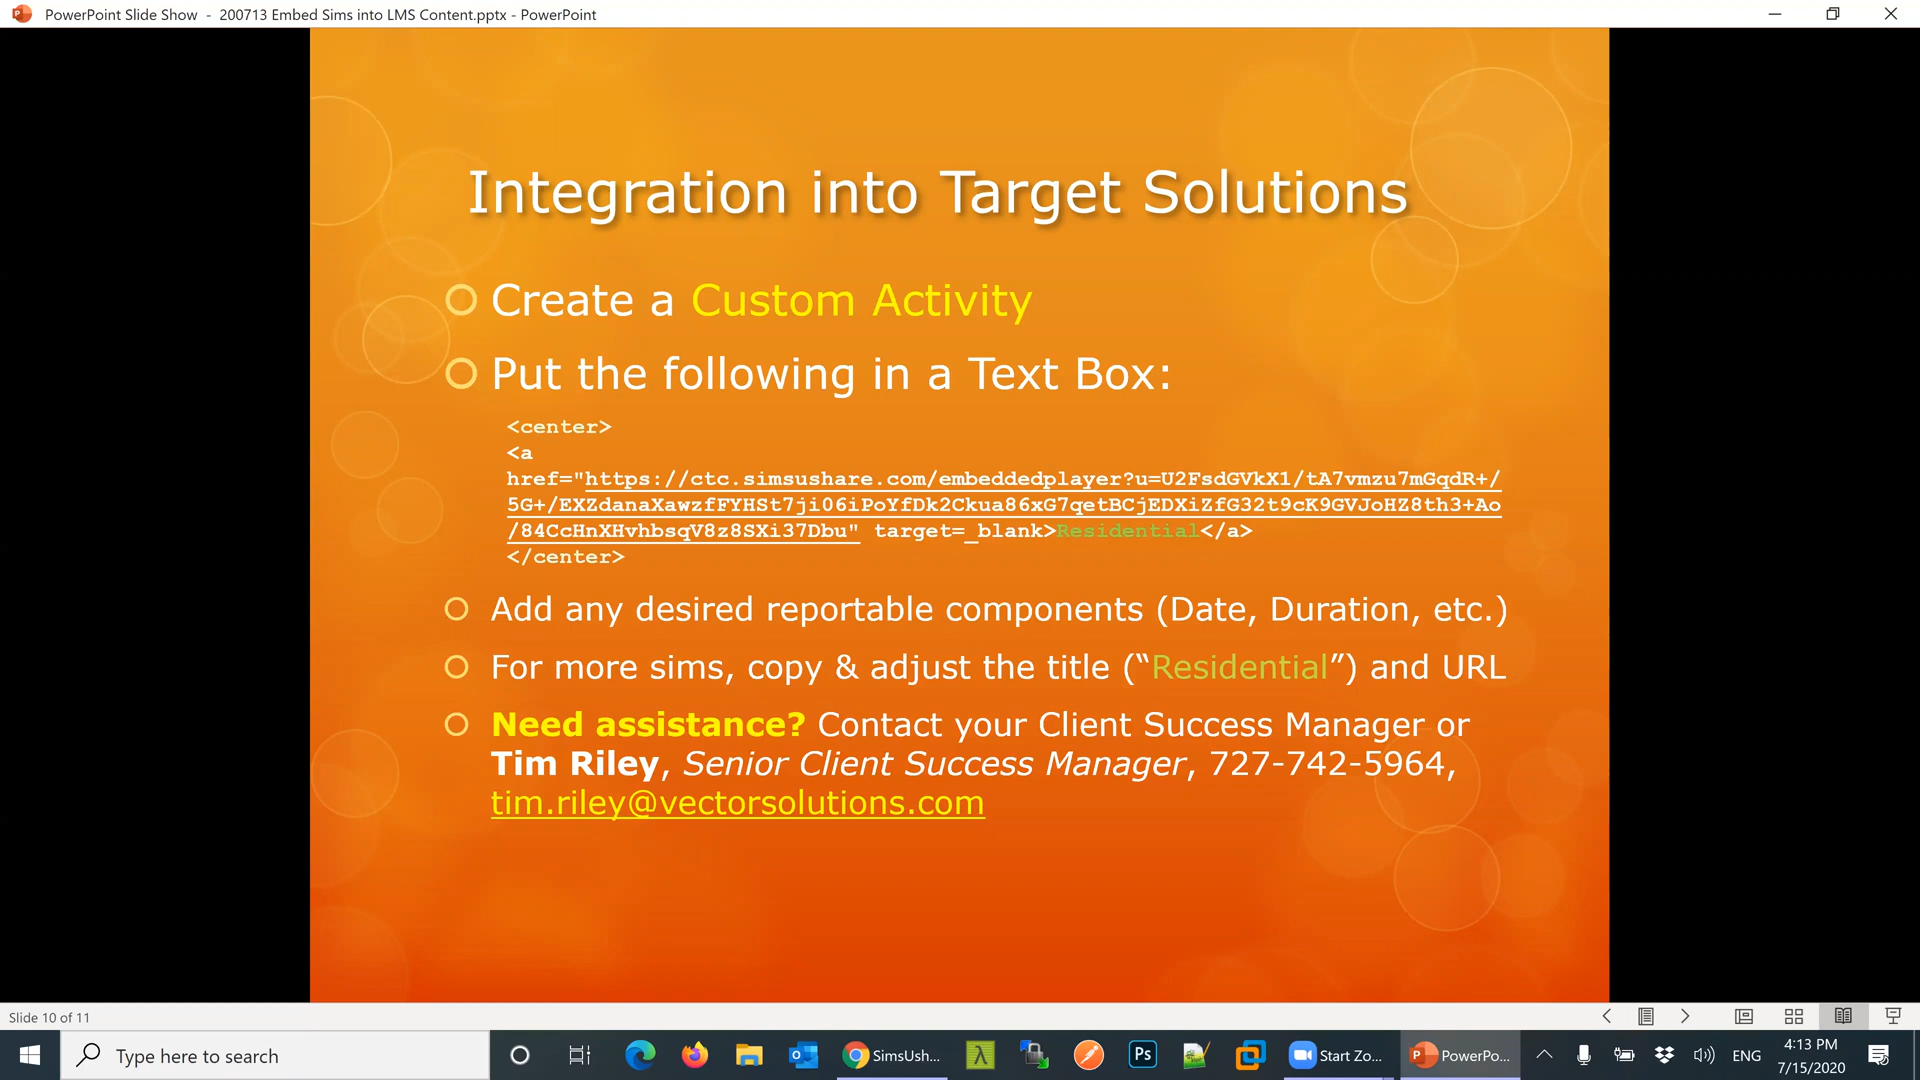 PowerPoint Slide Show - 200713 Embed Sims into LMS Content.pptx - PowerPoint
Integration into Target Solutions
Create a Custom Activity
Put the following in a Text Box:
<center>
<a
href="https://ctc.simsushare.com/embeddedplayer?u=U2FsdGVkX1/tA7vmzu7mGqdR+/
5G+/EXZdanaXawzfFYHSt7ji06iPoYfDk2Ckua86xG7qetBCjEDXiZfG32t9cK9GVJoHZ8th3+Ao
/84CcHnXHvhbsqV8z8SXi37Dbu" target=_blank>Residential</a>
</center>
Add any desired reportable components (Date, Duration, etc.)
For more sims, copy & adjust the title (“Residential”) and URL
Need assistance? Contact your Client Success Manager or
Tim Riley, Senior Client Success Manager, 727-742-5964,
tim.riley@vectorsolutions.com
Slide 10 of 11
Type here to search
SimsUsh...
Ps
Start Zo...
PowerPo...
ENG
4:13 PM
7/15/2020